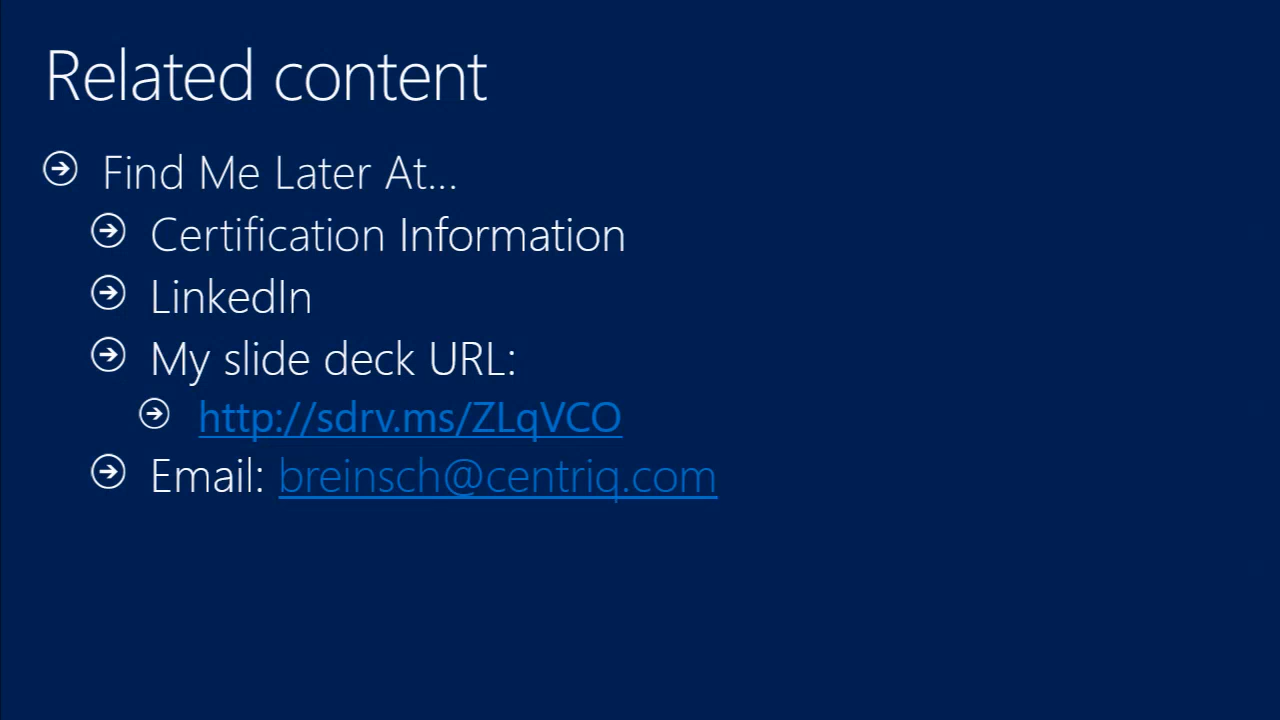 Related content
Find Me Later At...
Certification Information
LinkedIn
My slide deck URL:
http://sdrv.ms/ZLqVCO
Email: breinsch@centriq.com